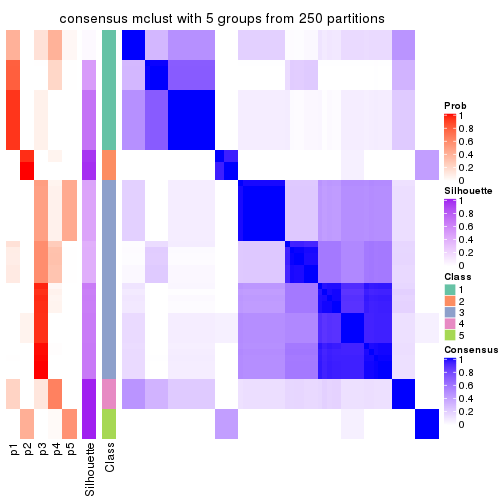 consensus mclust with 5 groups from 250 partitions
Prob
1
0.8
0.6
0.4
0.2
0
Silhouette
1
0.8
0.6
0.4
0.2
0
Class
1
2
3
4
5
Consensus
1
0.8
0.6
0.4
0.2
0
p1
p2
p3
p4
p5
Silhouette
Class